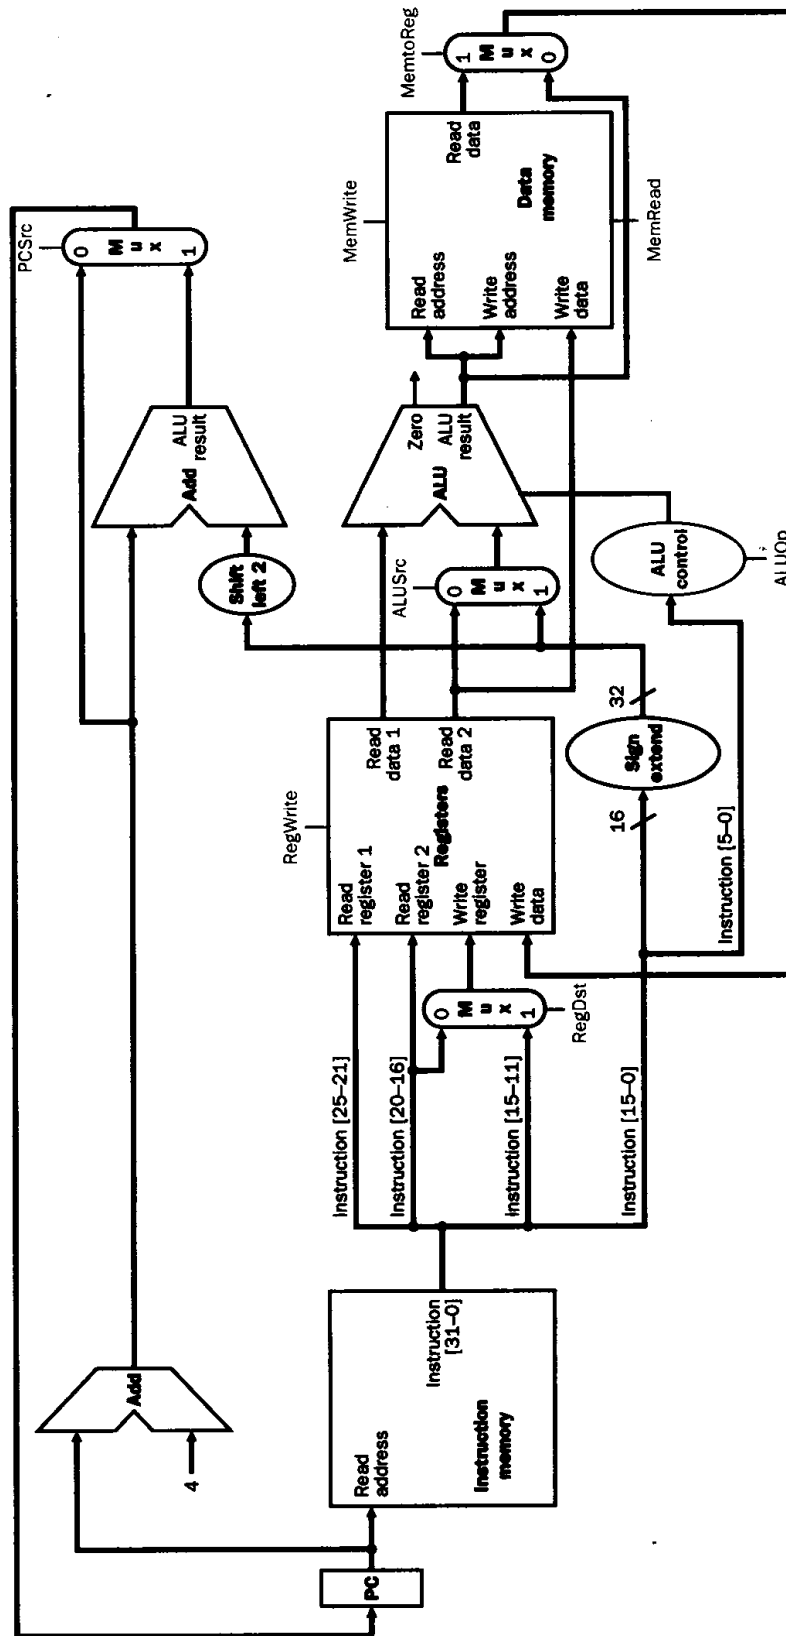 PCSrc
0
M
u
x
1
Add
ALU
result
Add
4
Shift
left 2
PC
Read
address
Instruction
[31–0]
Instruction
memory
Instruction [25–21]
Instruction [20–16]
Instruction [15–11]
Instruction [15–0]
0
M
u
x
1
RegDst
RegWrite
Read
register 1
Read
register 2
Write
register
Write
data
Registers
Read
data 1
Read
data 2
16
Sign
extend
32
Instruction [5–0]
ALUSrc
0
M
u
x
1
Zero
ALU
ALU
result
ALU
control
ALUOp
MemWrite
Read
address
Write
address
Write
data
Read
data
Data
memory
MemRead
MemtoReg
1
M
u
x
0